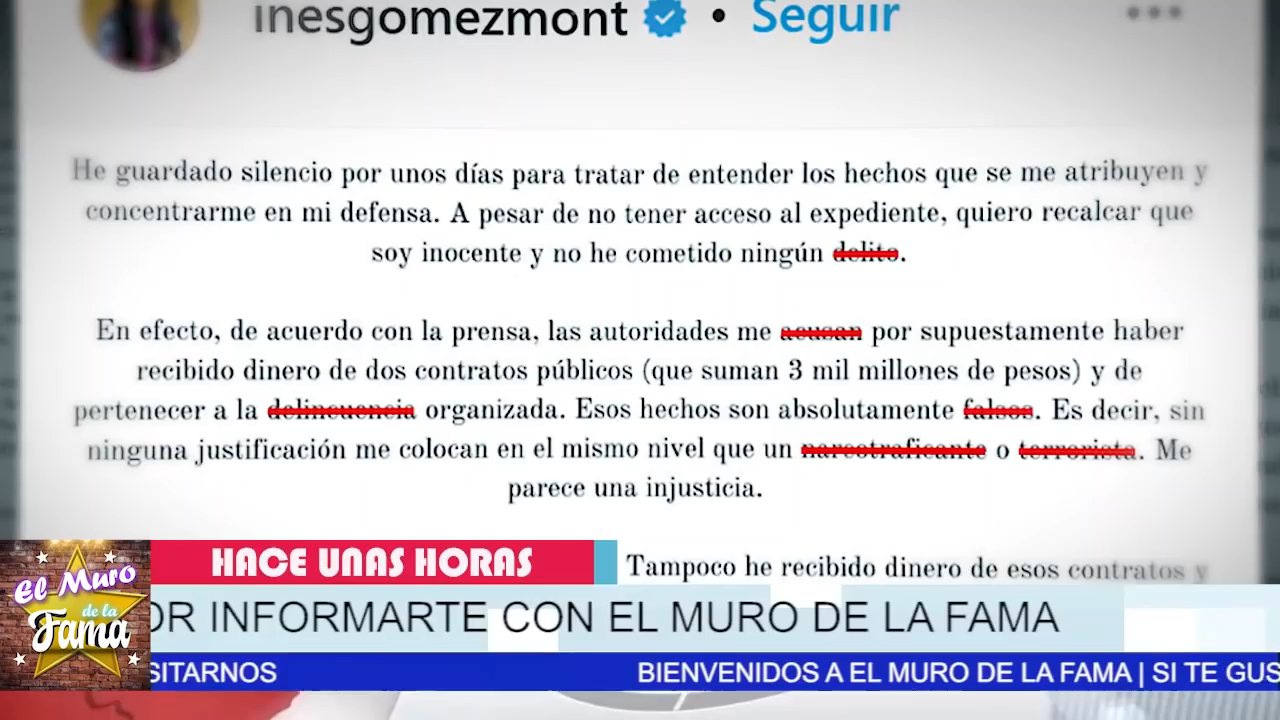 inesgomezmont • Seguir
He guardado silencio por unos días para tratar de entender los hechos que se me atribuyen y
concentrarme en mi defensa. A pesar de no tener acceso al expediente, quiero recalcar que
soy inocente y no he cometido ningún delito.
En efecto, de acuerdo con la prensa, las autoridades me acusan por supuestamente haber
recibido dinero de dos contratos públicos (que suman 3 mil millones de pesos) y de
pertenecer a la delincuencia organizada. Esos hechos son absolutamente falsos. Es decir, sin
ninguna justificación me colocan en el mismo nivel que un narcotraficante o terrorista. Me
parece una injusticia.
Tampoco he recibido dinero de esos contratos y
HACE UNAS HORAS
El Muro
de la
Fama
OR INFORMARTE CON EL MURO DE LA FAMA
SITARNOS BIENVENIDOS A EL MURO DE LA FAMA | SI TE GUS